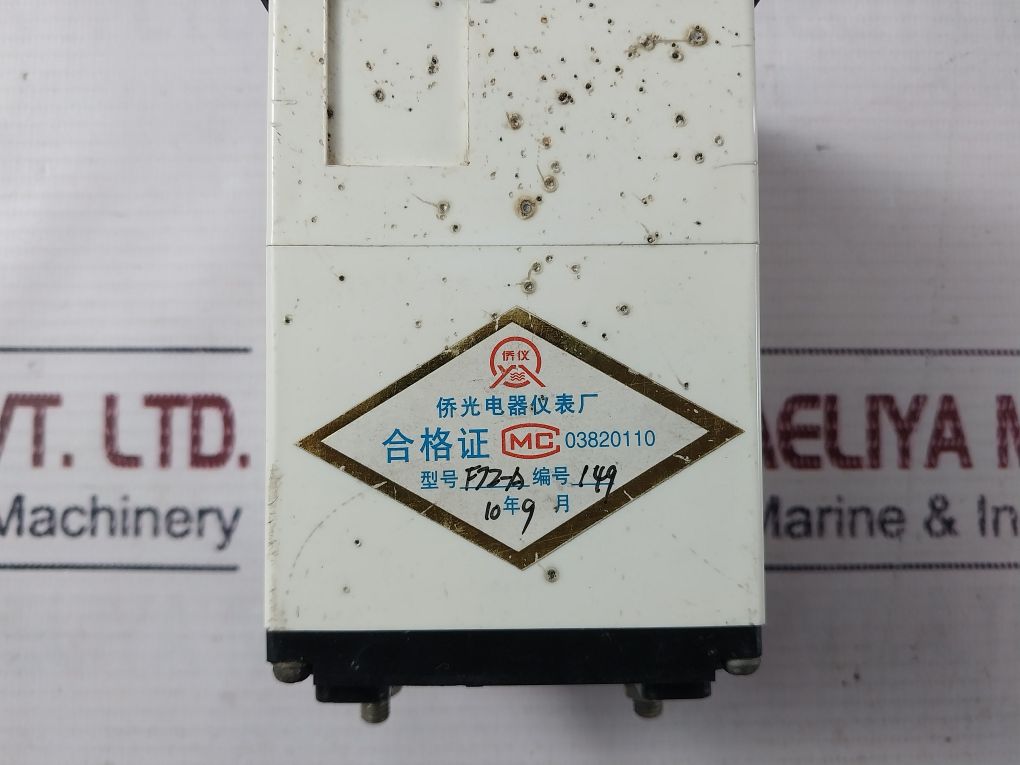 侨仪
侨光电器仪表厂
合格证 MC 03820110
型号 F72-A 编号 149
10年9月
VT. LTD.
Machinery
AELIYA M
Marine & In